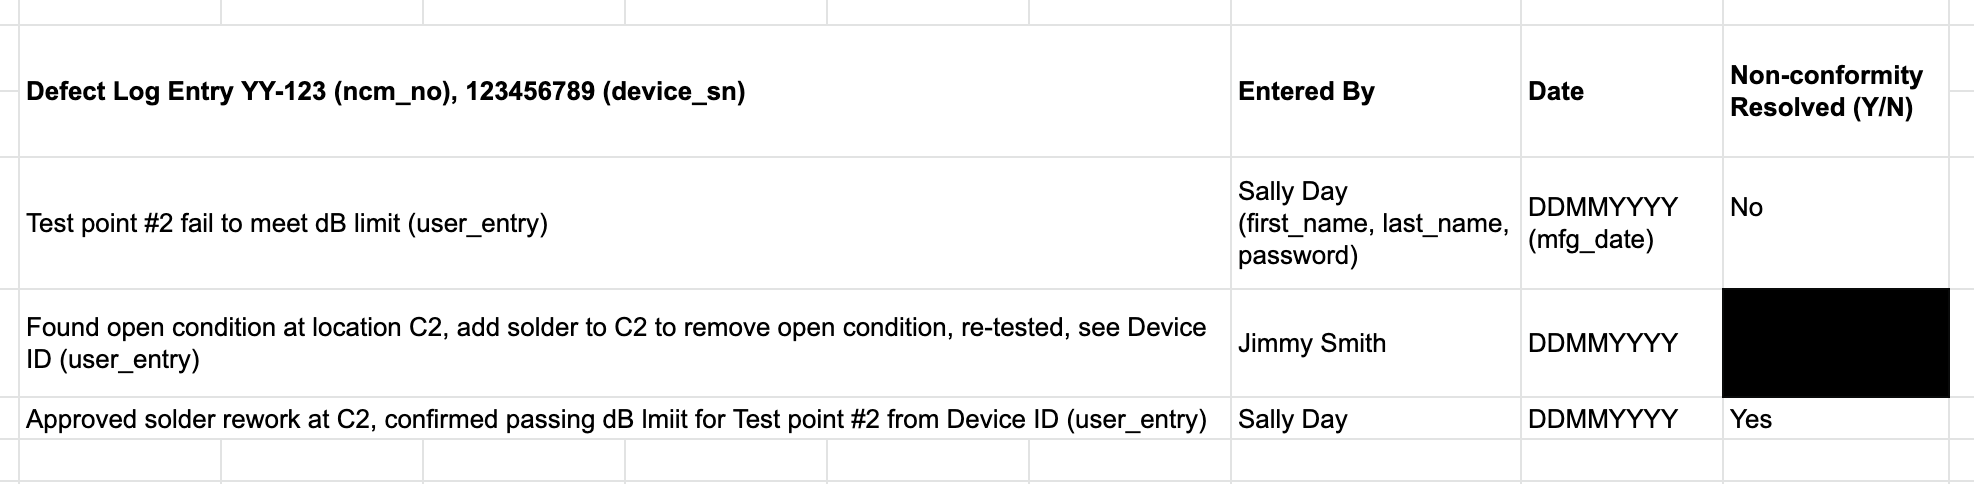 Defect Log Entry YY-123 (ncm_no), 123456789 (device_sn)
Entered By
Date
Non-conformity
Resolved (Y/N)
Test point #2 fail to meet dB limit (user_entry)
Sally Day
(first_name, last_name,
password)
DDMMYYYY
(mfg_date)
No
Found open condition at location C2, add solder to C2 to remove open condition, re-tested, see Device
ID (user_entry)
Jimmy Smith
DDMMYYYY
Approved solder rework at C2, confirmed passing dB lmiit for Test point #2 from Device ID (user_entry)
Sally Day
DDMMYYYY
Yes